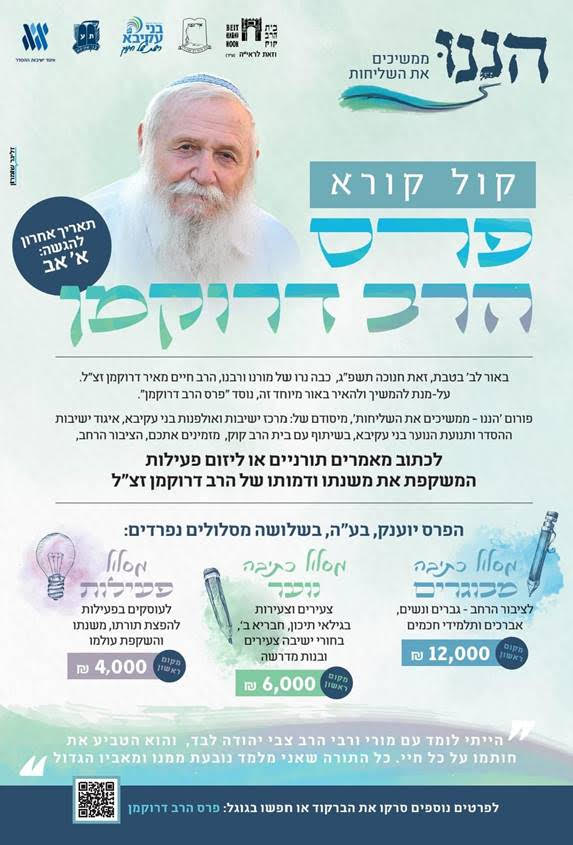 הננו
ממשיכים
את השליחות
בית
הרב
קוק
BEIT
HARAV
KOOK
וזאת לראי״ה
בני
עקיבא
איגוד ישיבות ההסדר
קול קורא
פרס
הרב דרוקמן
תאריך אחרון
להגשה:
א' אב
באור לב' בטבת, זאת חנוכה תשפ"ג, כבה נרו של מורנו ורבנו, הרב חיים מאיר דרוקמן זצ"ל.
על-מנת להמשיך ולהאיר באור מיוחד זה, נוסד "פרס הרב דרוקמן".
פורום 'הננו - ממשיכים את השליחות', מיסודם של: מרכז ישיבות ואולפנות בני עקיבא, איגוד ישיבות
ההסדר ותנועת הנוער בני עקיבא, בשיתוף עם בית הרב קוק, מזמינים אתכם, הציבור הרחב,
לכתוב מאמרים תורניים או ליזום פעילות
המשקפת את משנתו ודמותו של הרב דרוקמן זצ"ל
הפרס יוענק, בע"ה, בשלושה מסלולים נפרדים:
מסלול כתיבה
מבוגרים
לציבור הרחב - גברים ונשים,
אברכים ותלמידי חכמים
מקום
ראשון
12,000 ₪
מסלול כתיבה
נוער
צעירים וצעירות
בגילאי תיכון, חבריא ב',
בחורי ישיבה צעירים
ובנות מדרשה
מקום
ראשון
6,000 ₪
מסלול
פעילות
לעוסקים בפעילות
להפצת תורתו, משנתו
והשקפת עולמו
מקום
ראשון
4,000 ₪
"הייתי לומד עם מורי ורבי הרב צבי יהודה לבד, והוא הטביע את
חותמו על כל חיי. כל התורה שאני מלמד נובעת ממנו ומאבין הגדול"
לפרטים נוספים סרקו את הברקוד או חפשו בגוגל: פרס הרב דרוקמן